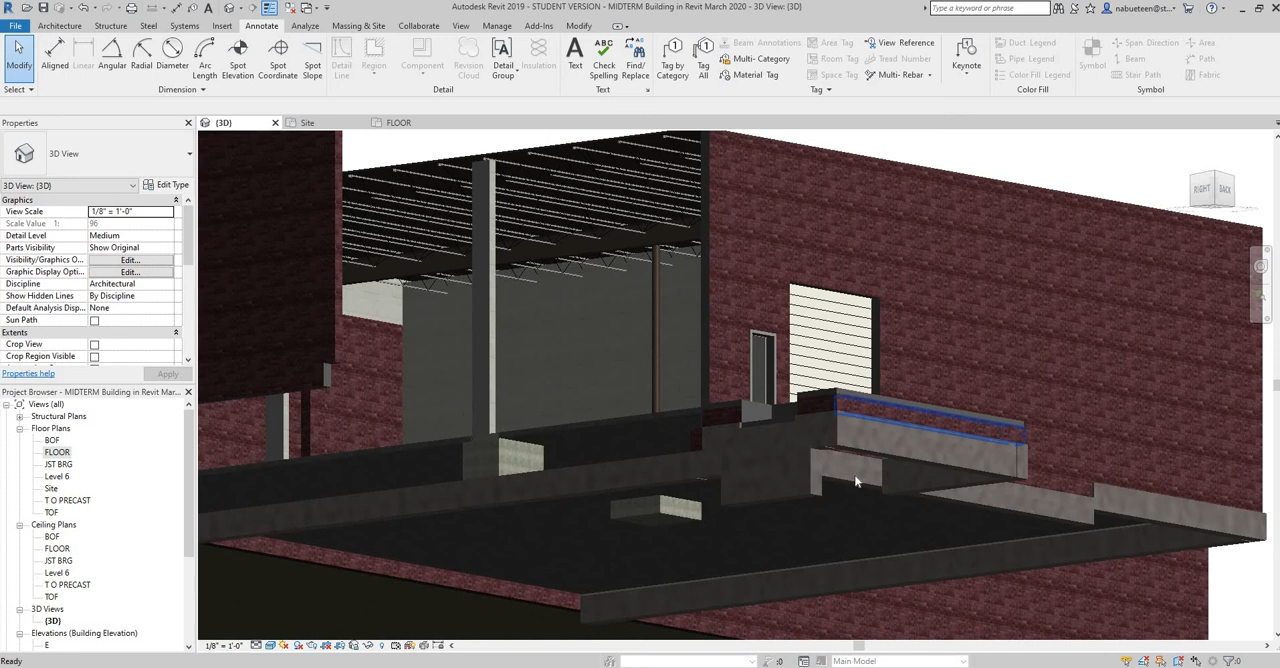 Autodesk Revit 2019 - STUDENT VERSION - MIDTERM Building in Revit March 2020 - 3D View: {3D}
Type a keyword or phrase
nabueteen@st...
File Architecture Structure Steel Systems Insert Annotate Analyze Massing & Site Collaborate View Manage Add-Ins Modify
Modify
Aligned Linear Angular Radial Diameter Arc Length Spot Elevation Spot Coordinate Spot Slope
Detail Line Region Component Revision Cloud Detail Group Insulation
Text Check Spelling Find/ Replace
Tag by Category Tag All Beam Annotations Multi- Category Material Tag
Area Tag Room Tag Space Tag
View Reference Tread Number Multi- Rebar
Keynote
Duct Legend Pipe Legend Color Fill Legend
Symbol Span Direction Beam Stair Path Area Path Fabric
Select Dimension Detail Text Tag Color Fill Symbol
Properties
{3D} Site FLOOR
3D View
3D View: {3D} Edit Type
Graphics
View Scale 1/8" = 1'-0"
Scale Value 1: 96
Detail Level Medium
Parts Visibility Show Original
Visibility/Graphics O... Edit...
Graphic Display Opti... Edit...
Discipline Architectural
Show Hidden Lines By Discipline
Default Analysis Disp... None
Sun Path
Extents
Crop View
Crop Region Visible
Properties help Apply
Project Browser - MIDTERM Building in Revit Mar...
Views (all)
Structural Plans
Floor Plans
BOF
FLOOR
JST BRG
Level 6
Site
T O PRECAST
TOF
Ceiling Plans
BOF
FLOOR
JST BRG
Level 6
T O PRECAST
TOF
3D Views
{3D}
Elevations (Building Elevation)
E
RIGHT BACK
1/8" = 1'-0"
Ready
:0
Main Model
:0